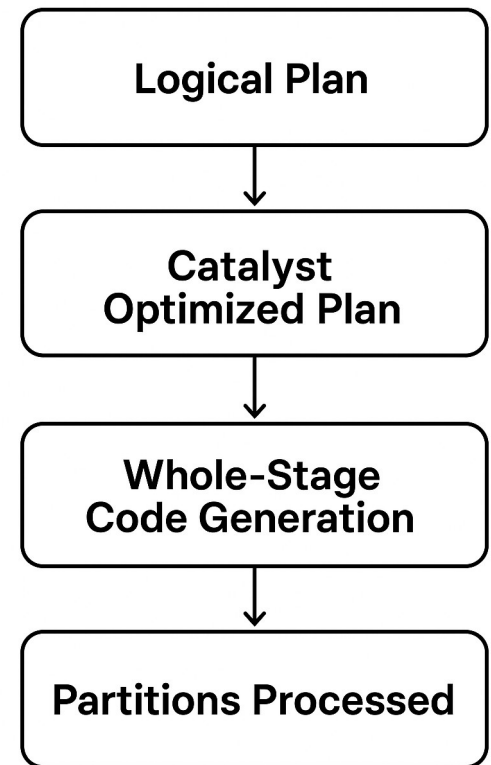 Logical Plan
Catalyst
Optimized Plan
Whole-Stage
Code Generation
Partitions Processed